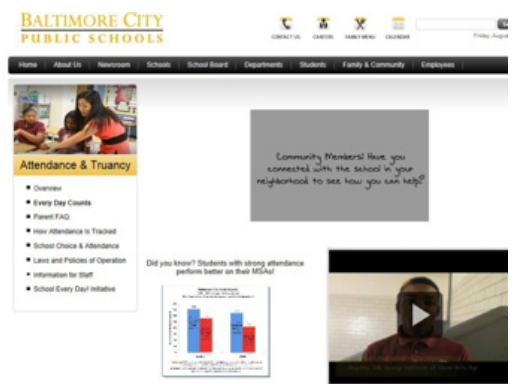 BALTIMORE CITY
PUBLIC SCHOOLS
CONTACT US
CAREERS
FAMILY MENU
CALENDAR
Friday, Augu
Home
About Us
Newsroom
Schools
School Board
Departments
Students
Family & Community
Employees
Attendance & Truancy
Overview
Every Day Counts
Parent FAQ
How Attendance Is Tracked
School Choice & Attendance
Laws and Policies of Operation
Information for Staff
School Every Day! Initiative
Community Members! Have you
connected with the school in your
neighborhood to see how you can help?
Did you know? Students with strong attendance
perform better on their MSAs!